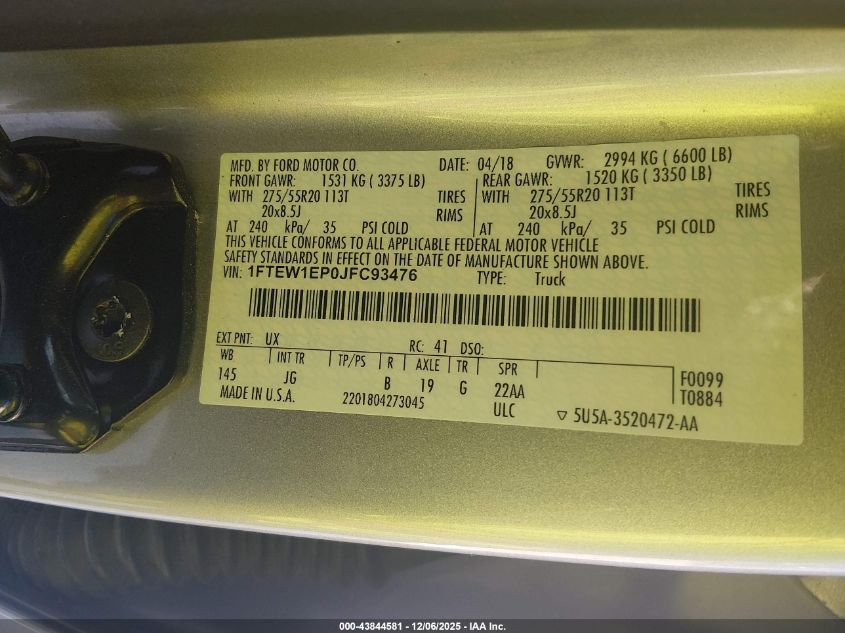 MFD. BY FORD MOTOR CO. DATE: 04/18 GVWR: 2994 KG ( 6600 LB)
FRONT GAWR: 1531 KG ( 3375 LB) REAR GAWR: 1520 KG ( 3350 LB)
WITH 275/55R20 113T TIRES WITH 275/55R20 113T TIRES
20x8.5J RIMS 20x8.5J RIMS
AT 240 kPa/ 35 PSI COLD AT 240 kPa/ 35 PSI COLD
THIS VEHICLE CONFORMS TO ALL APPLICABLE FEDERAL MOTOR VEHICLE
SAFETY STANDARDS IN EFFECT ON THE DATE OF MANUFACTURE SHOWN ABOVE.
VIN: 1FTEW1EP0JFC93476 TYPE: Truck
EXT PNT: UX RC: 41 DSO:
WB INT TR TP/PS R AXLE TR SPR
145 JG B 19 G 22AA F0099
MADE IN U.S.A. 2201804273045 ULC T0884
▽ 5U5A-3520472-AA
000-43844581 - 12/06/2025 - IAA Inc.